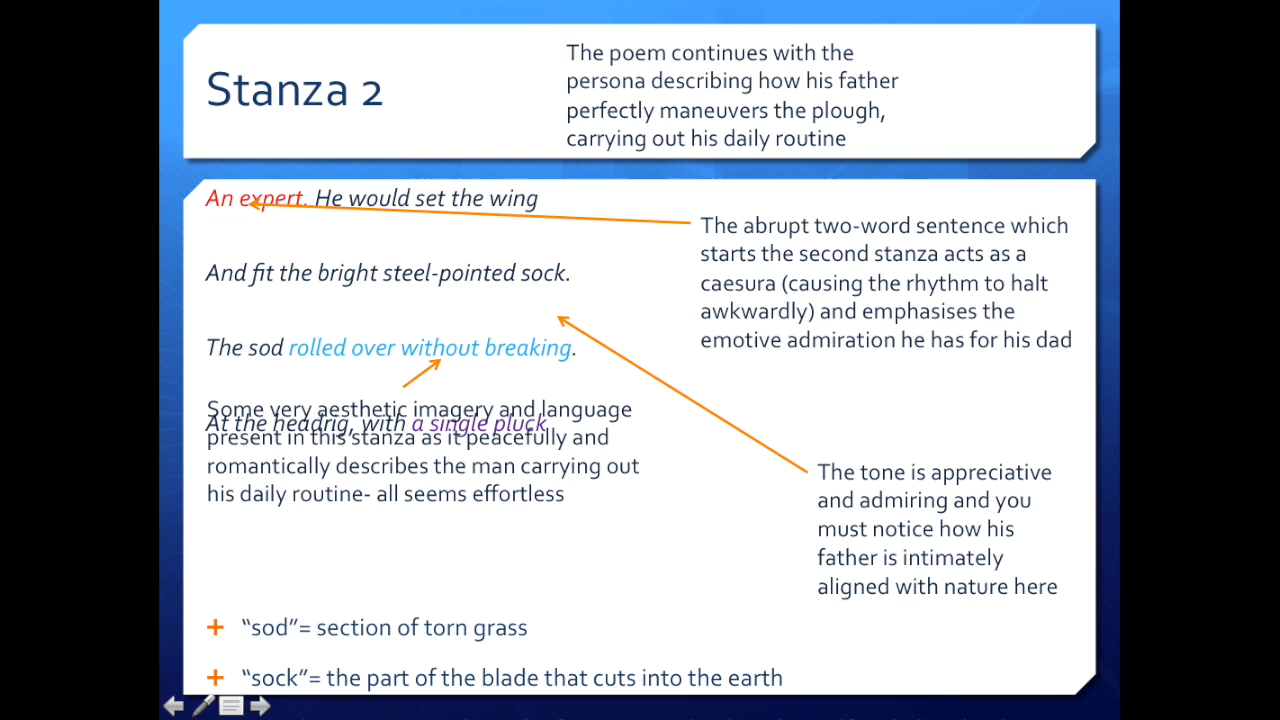 Stanza 2
The poem continues with the
persona describing how his father
perfectly maneuvers the plough,
carrying out his daily routine
An expert. He would set the wing
And fit the bright steel-pointed sock.
The sod rolled over without breaking.
At the headrig, with a single pluck
The abrupt two-word sentence which
starts the second stanza acts as a
caesura (causing the rhythm to halt
awkwardly) and emphasises the
emotive admiration he has for his dad
Some very aesthetic imagery and language
present in this stanza as it peacefully and
romantically describes the man carrying out
his daily routine- all seems effortless
The tone is appreciative
and admiring and you
must notice how his
father is intimately
aligned with nature here
+ “sod”= section of torn grass
+ “sock”= the part of the blade that cuts into the earth